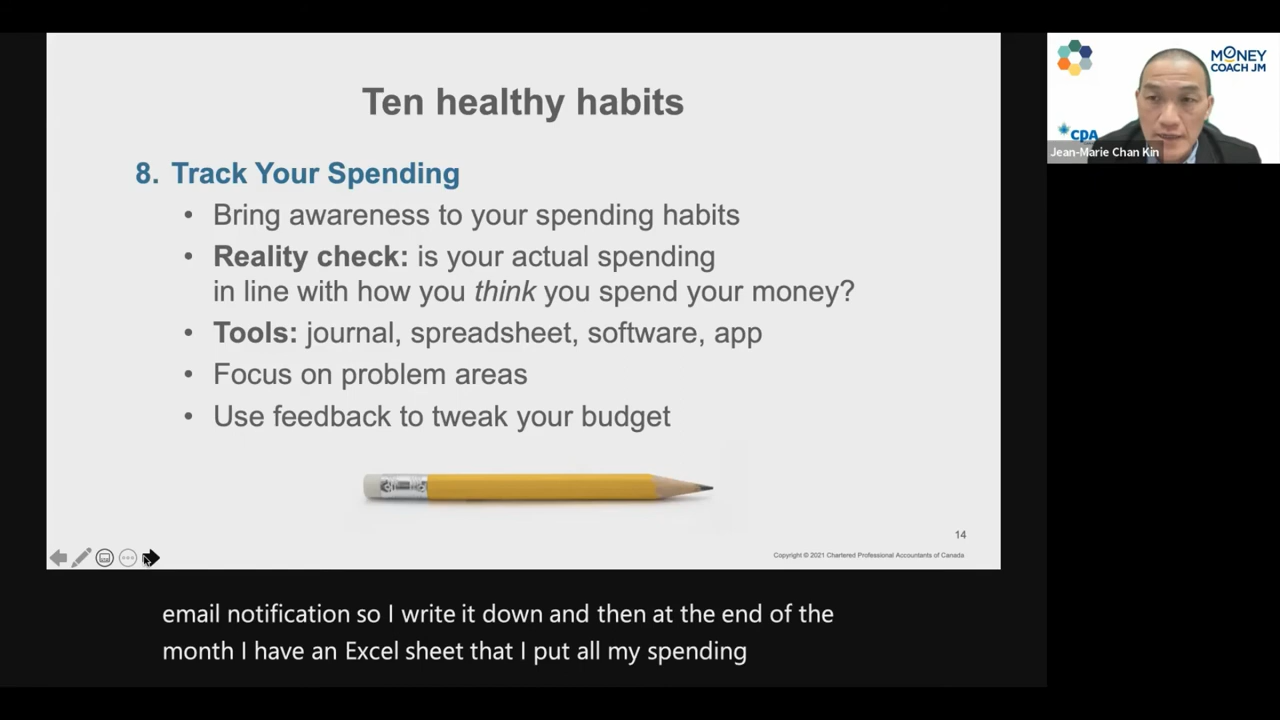 Ten healthy habits
8. Track Your Spending
• Bring awareness to your spending habits
• Reality check: is your actual spending
in line with how you think you spend your money?
• Tools: journal, spreadsheet, software, app
• Focus on problem areas
• Use feedback to tweak your budget
14
Copyright © 2021 Chartered Professional Accountants of Canada
MONEY
COACH JM
CPA
Jean-Marie Chan Kin
email notification so I write it down and then at the end of the
month I have an Excel sheet that I put all my spending